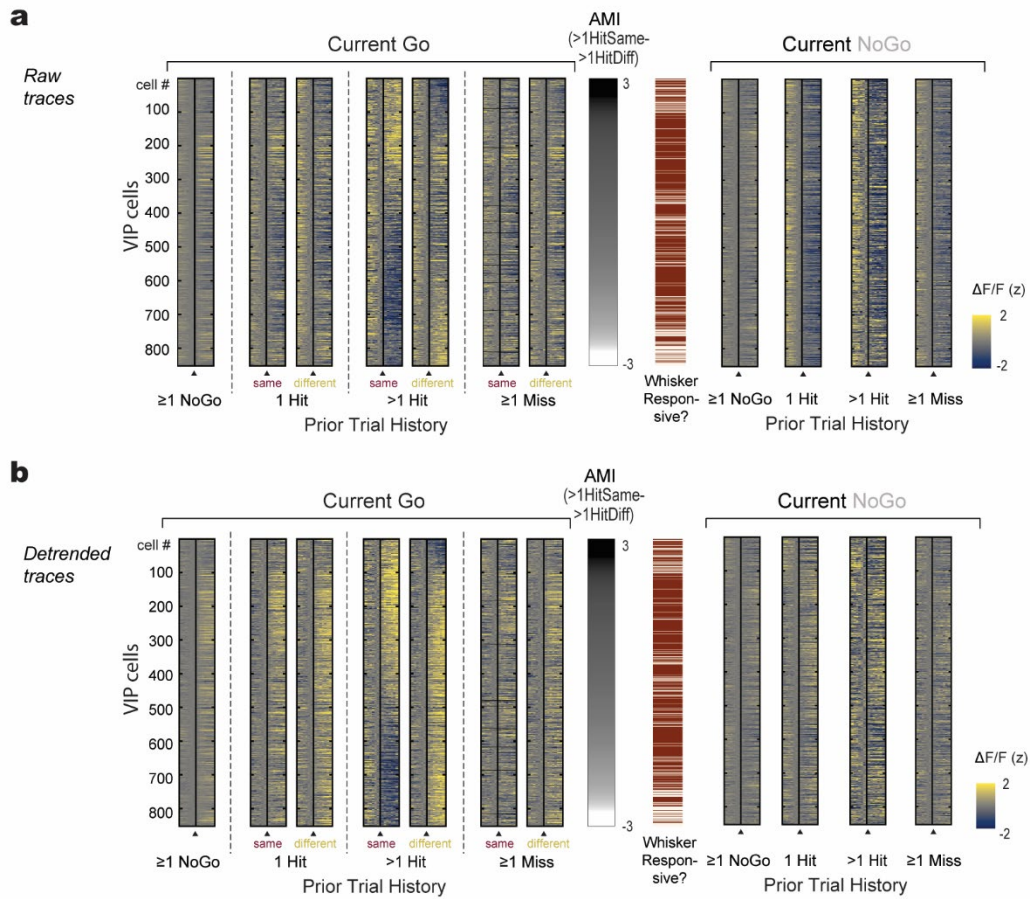 a
Current Go
AMI
(>1HitSame-
>1HitDiff)
Current NoGo
Raw
traces
cell #
100
200
300
400
500
600
700
800
VIP cells
3
-3
ΔF/F (z)
2
-2
same different same different same different
≥1 NoGo 1 Hit >1 Hit ≥1 Miss
Prior Trial History
Whisker
Respon-
sive?
≥1 NoGo 1 Hit >1 Hit ≥1 Miss
Prior Trial History
b
Current Go
AMI
(>1HitSame-
>1HitDiff)
Current NoGo
Detrended
traces
cell #
100
200
300
400
500
600
700
800
VIP cells
3
-3
ΔF/F (z)
2
-2
same different same different same different
≥1 NoGo 1 Hit >1 Hit ≥1 Miss
Prior Trial History
Whisker
Respon-
sive?
≥1 NoGo 1 Hit >1 Hit ≥1 Miss
Prior Trial History